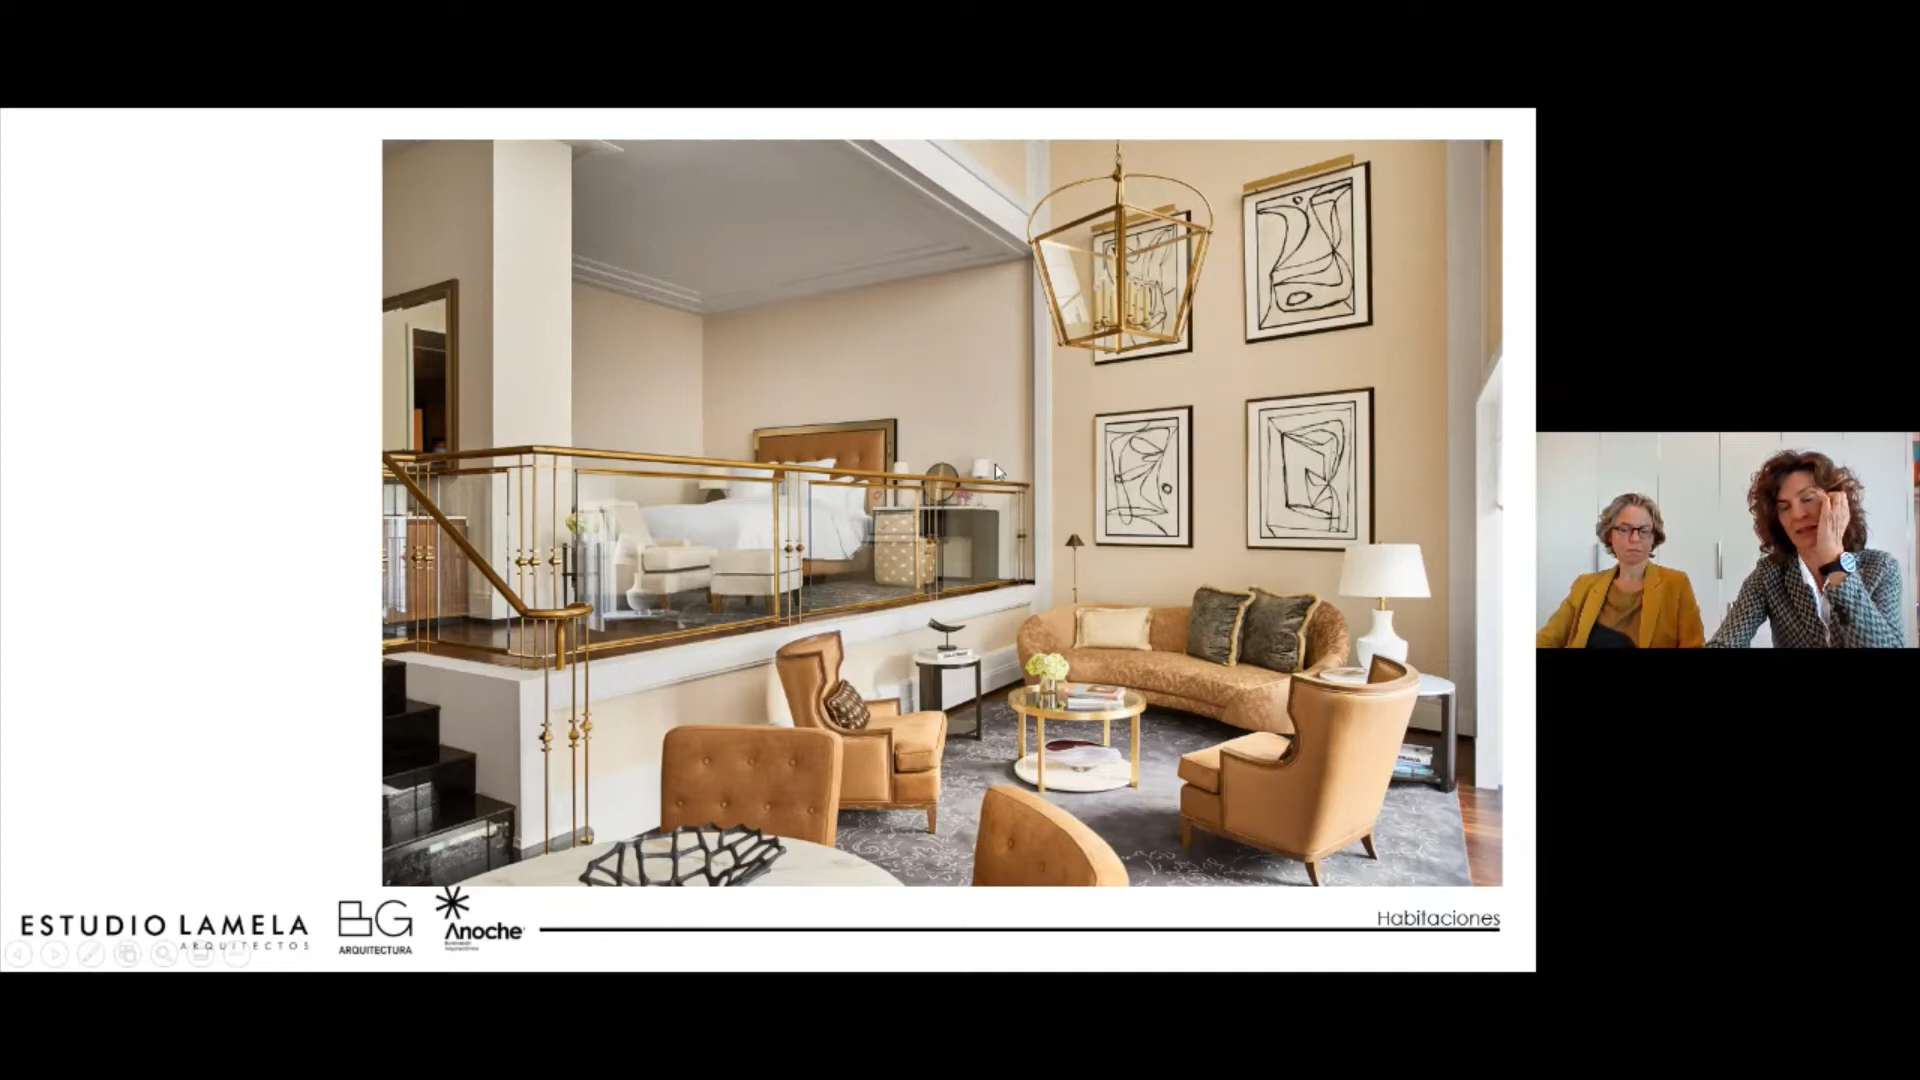 Habitaciones
ESTUDIO LAMELA
ARQUITECTOS
BG
ARQUITECTURA
Anoche